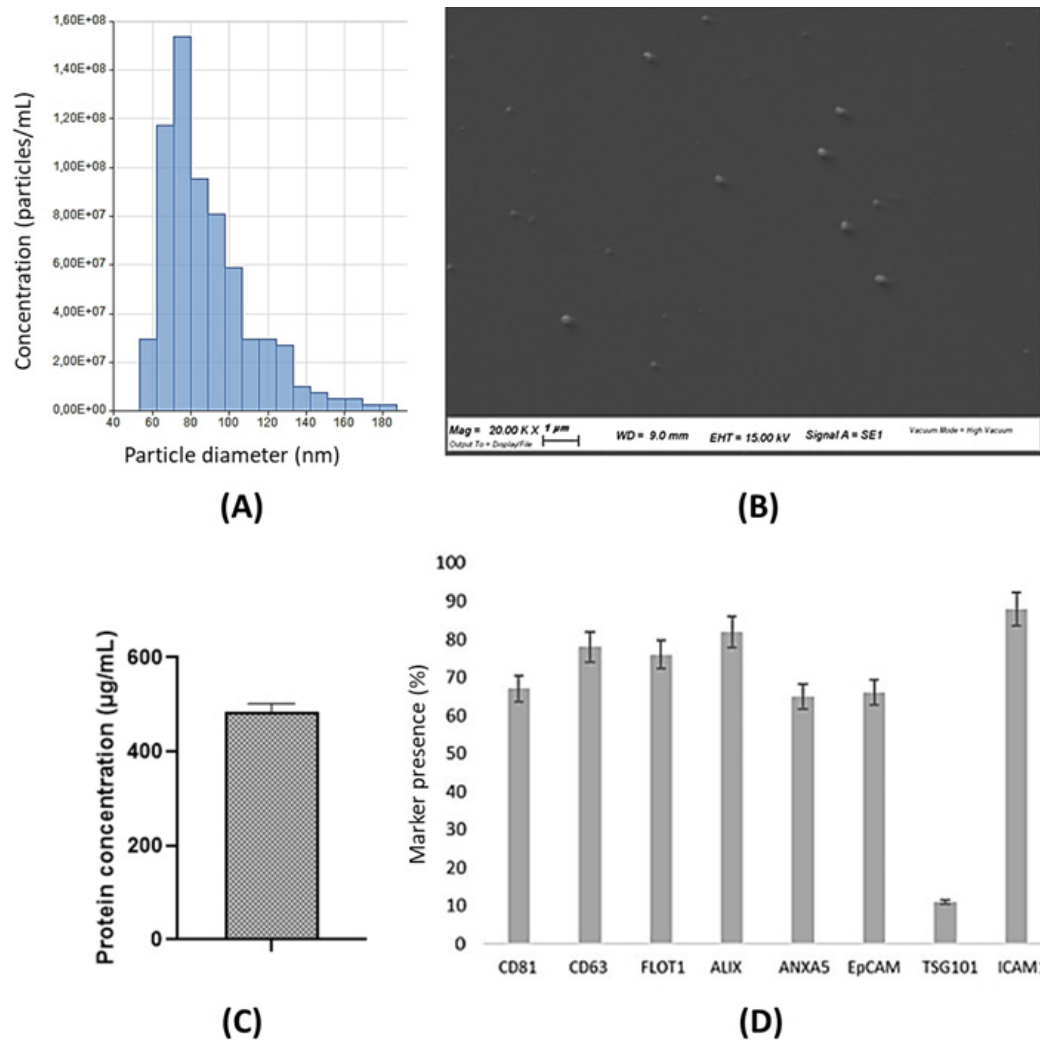 Concentration (particles/mL)
1,60E+08
1,40E+08
1,20E+08
1,00E+08
8,00E+07
6,00E+07
4,00E+07
2,00E+07
0,00E+00
40 60 80 100 120 140 160 180
Particle diameter (nm)
(A)
Mag = 20.00 K X 1 µm WD = 9.0 mm EHT = 15.00 kV Signal A = SE1 Vacuum Mode = High Vacuum
Output To = Display/File
(B)
Protein concentration (µg/mL)
600
400
200
0
(C)
Marker presence (%)
100
90
80
70
60
50
40
30
20
10
0
CD81 CD63 FLOT1 ALIX ANXA5 EpCAM TSG101 ICAM1
(D)